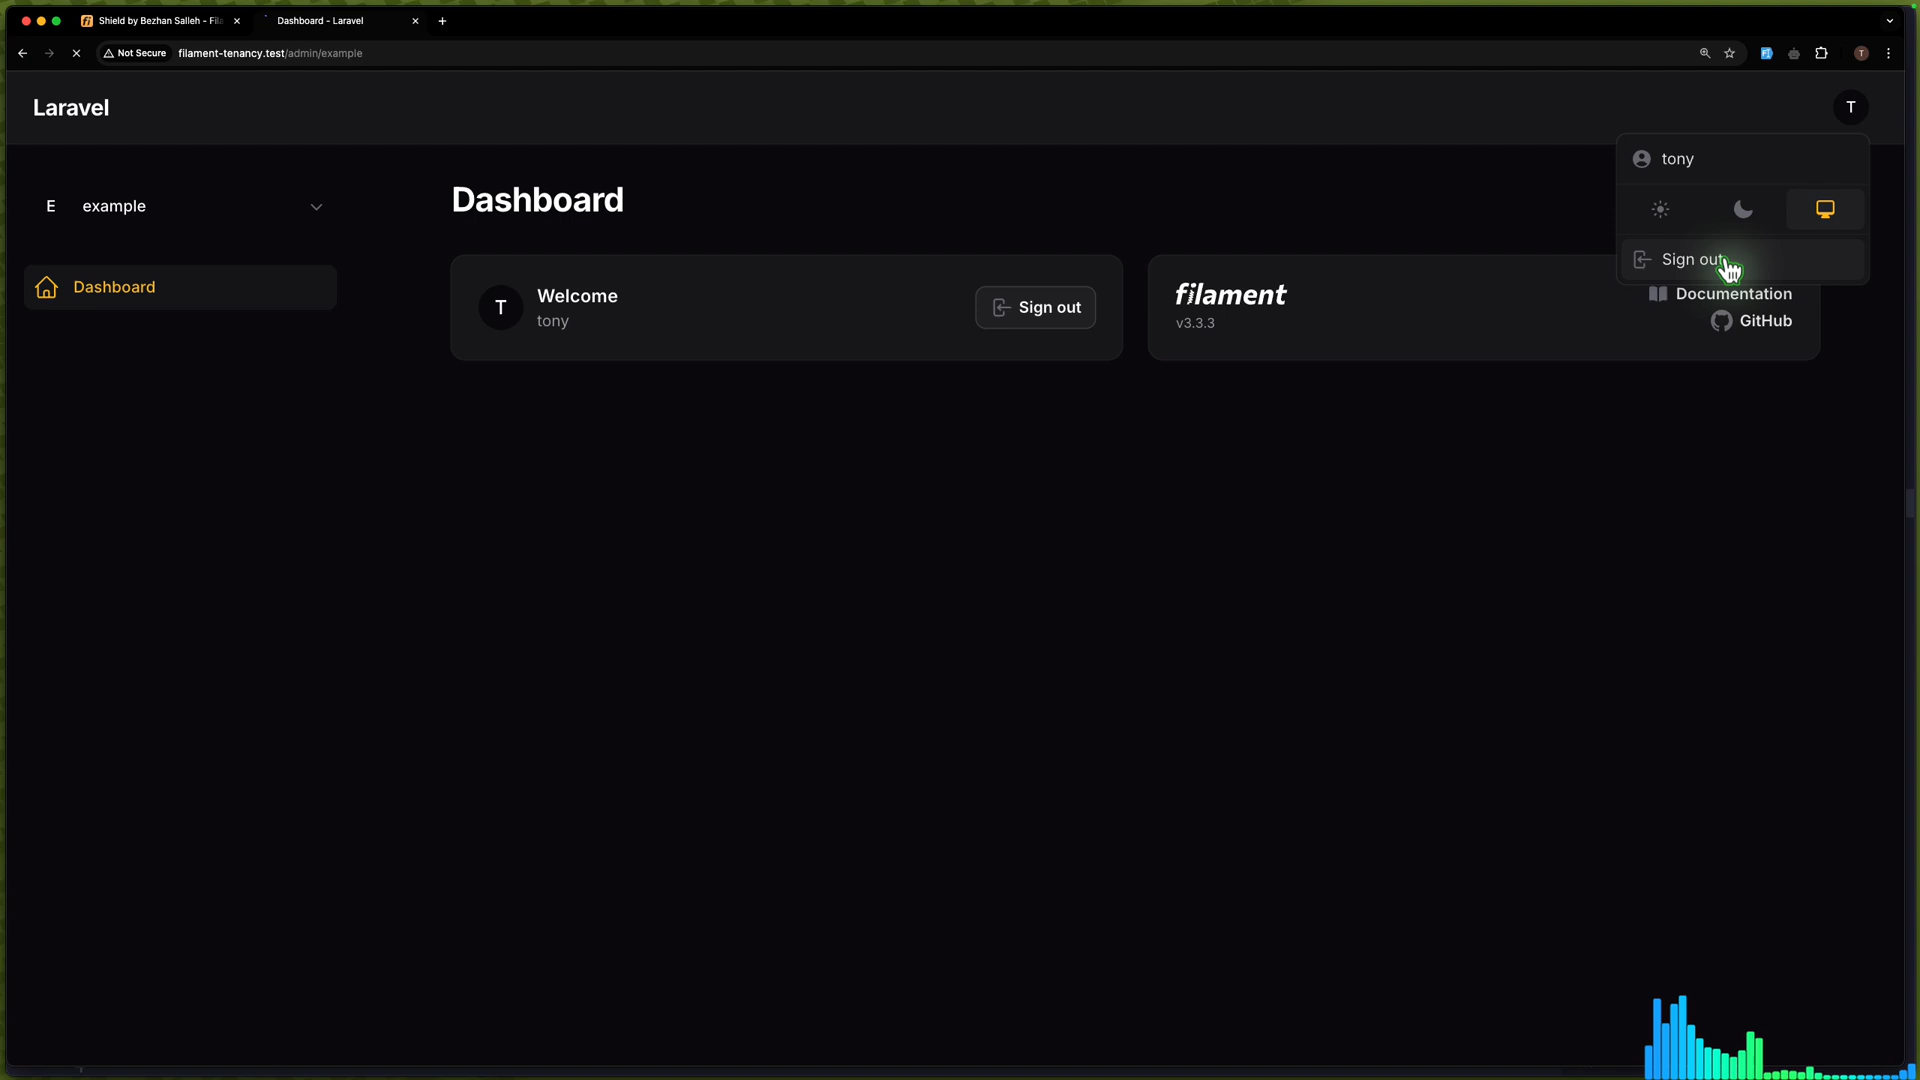 Shield by Bezhan Salleh - Fila
Dashboard - Laravel
Not Secure
filament-tenancy.test/admin/example
T
Laravel
T
tony
Sign out
E
example
Dashboard
Dashboard
T
Welcome
tony
Sign out
filament
v3.3.3
Documentation
GitHub